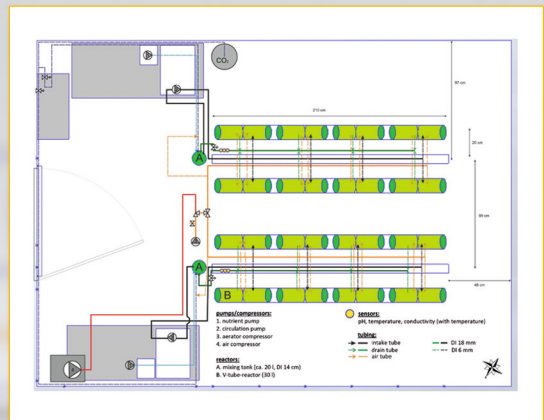 CO₂
97 cm
210 cm
20 cm
A
99 cm
A
48 cm
B
pumps/compressors:
1. nutrient pump
2. circulation pump
3. aerator compressor
4. air compressor
reactors:
A. mixing tank (ca. 20 l, DI 14 cm)
B. V-tube-reactor (30 l)
sensors:
pH, temperature, conductivity (with temperature)
tubing:
intake tube
drain tube
air tube
DI 18 mm
DI 6 mm